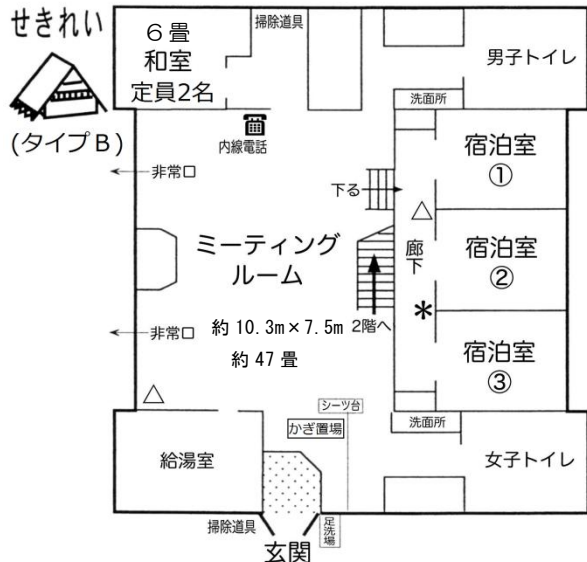 せきれい
(タイプB)
6畳
和室
定員2名
掃除道具
男子トイレ
洗面所
内線電話
非常口
下る
宿泊室
①
ミーティング
ルーム
廊下
宿泊室
②
約 10.3m×7.5m
2階へ
約 47 畳
非常口
＊
宿泊室
③
シーツ台
かぎ置場
洗面所
給湯室
女子トイレ
掃除道具
足洗場
玄関